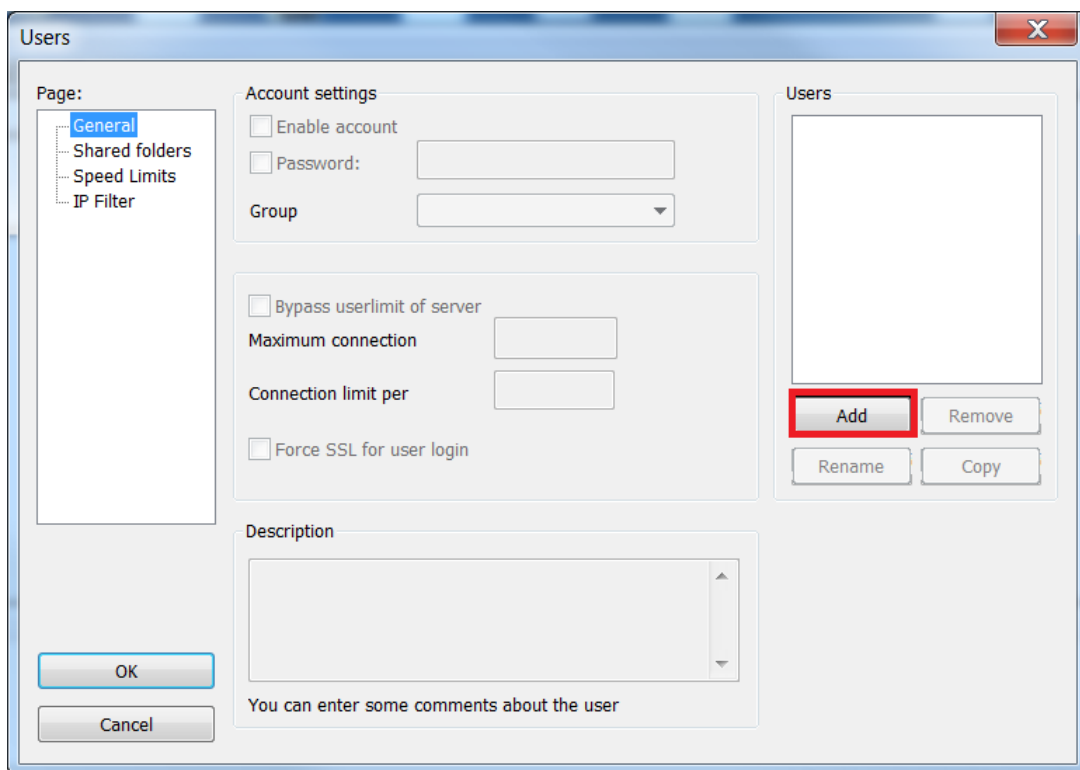 Users
Page:
General
Shared folders
Speed Limits
IP Filter
OK
Cancel
Account settings
Enable account
Password:
Group
Bypass userlimit of server
Maximum connection
Connection limit per
Force SSL for user login
Description
You can enter some comments about the user
Users
Add
Remove
Rename
Copy